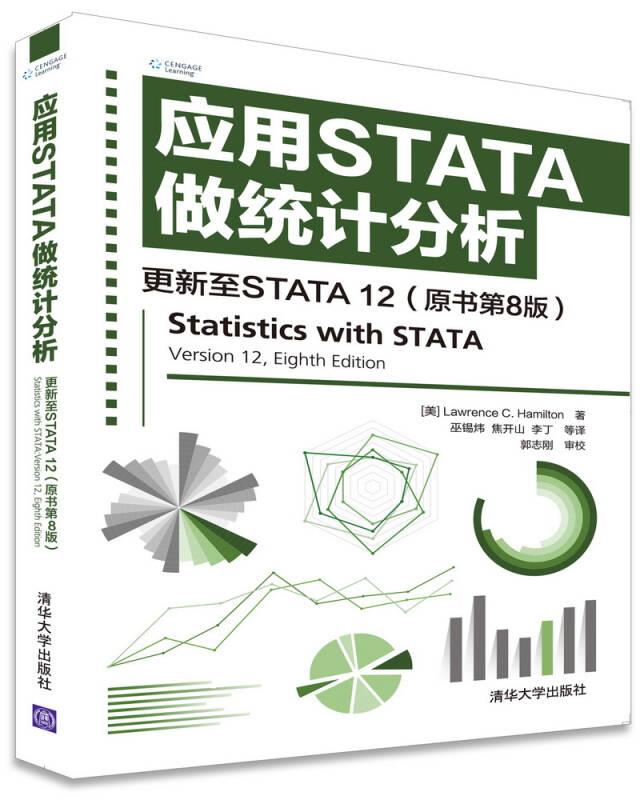 CENGAGE
Learning
应用STATA做统计分析
更新至STATA 12（原书第8版）
Statistics with STATA:Version 12, Eighth Edition
清华大学出版社
CENGAGE
Learning
应用STATA
做统计分析
更新至STATA 12（原书第8版）
Statistics with STATA
Version 12, Eighth Edition
[美] Lawrence C. Hamilton 著
巫锡炜 焦开山 李丁 等译
郭志刚 审校
清华大学出版社